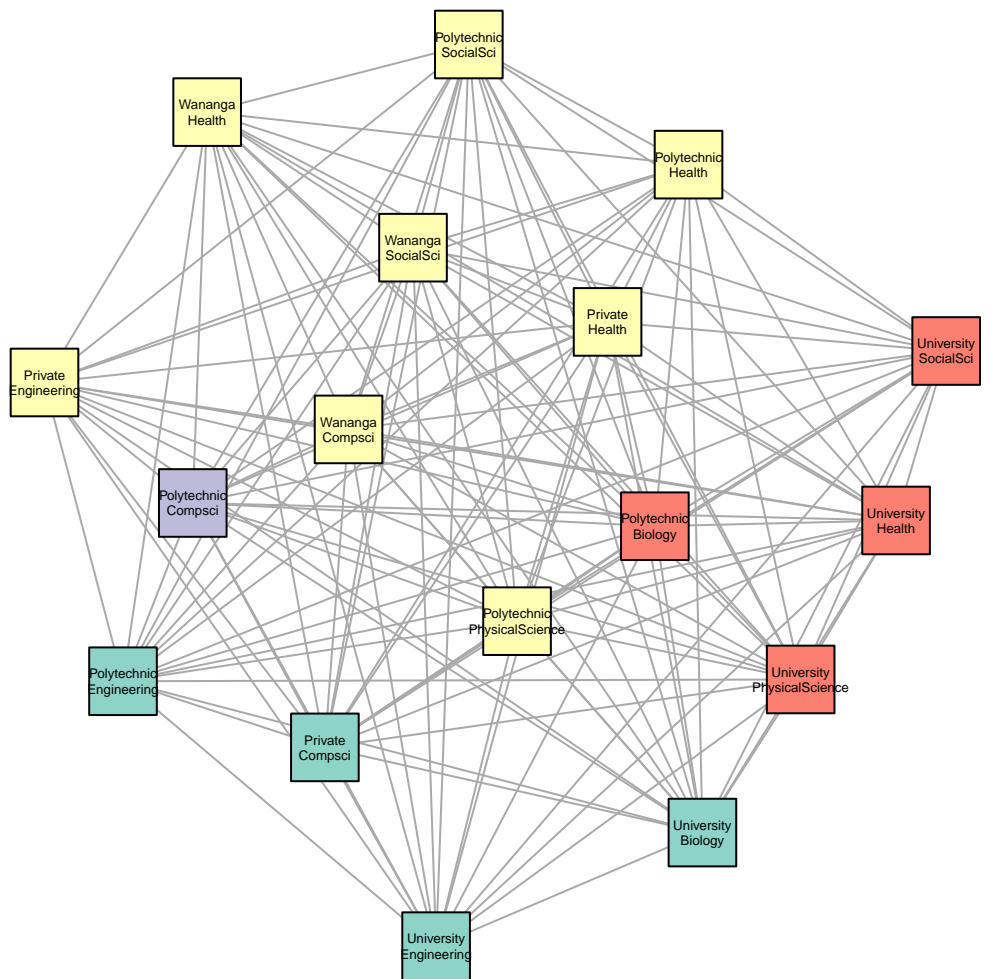 Polytechnic
SocialSci
Wananga
Health
Polytechnic
Health
Wananga
SocialSci
Private
Health
University
SocialSci
Private
Engineering
Wananga
Compsci
Polytechnic
Compsci
Polytechnic
Biology
University
Health
Polytechnic
PhysicalScience
Polytechnic
Engineering
University
PhysicalScience
Private
Compsci
University
Biology
University
Engineering